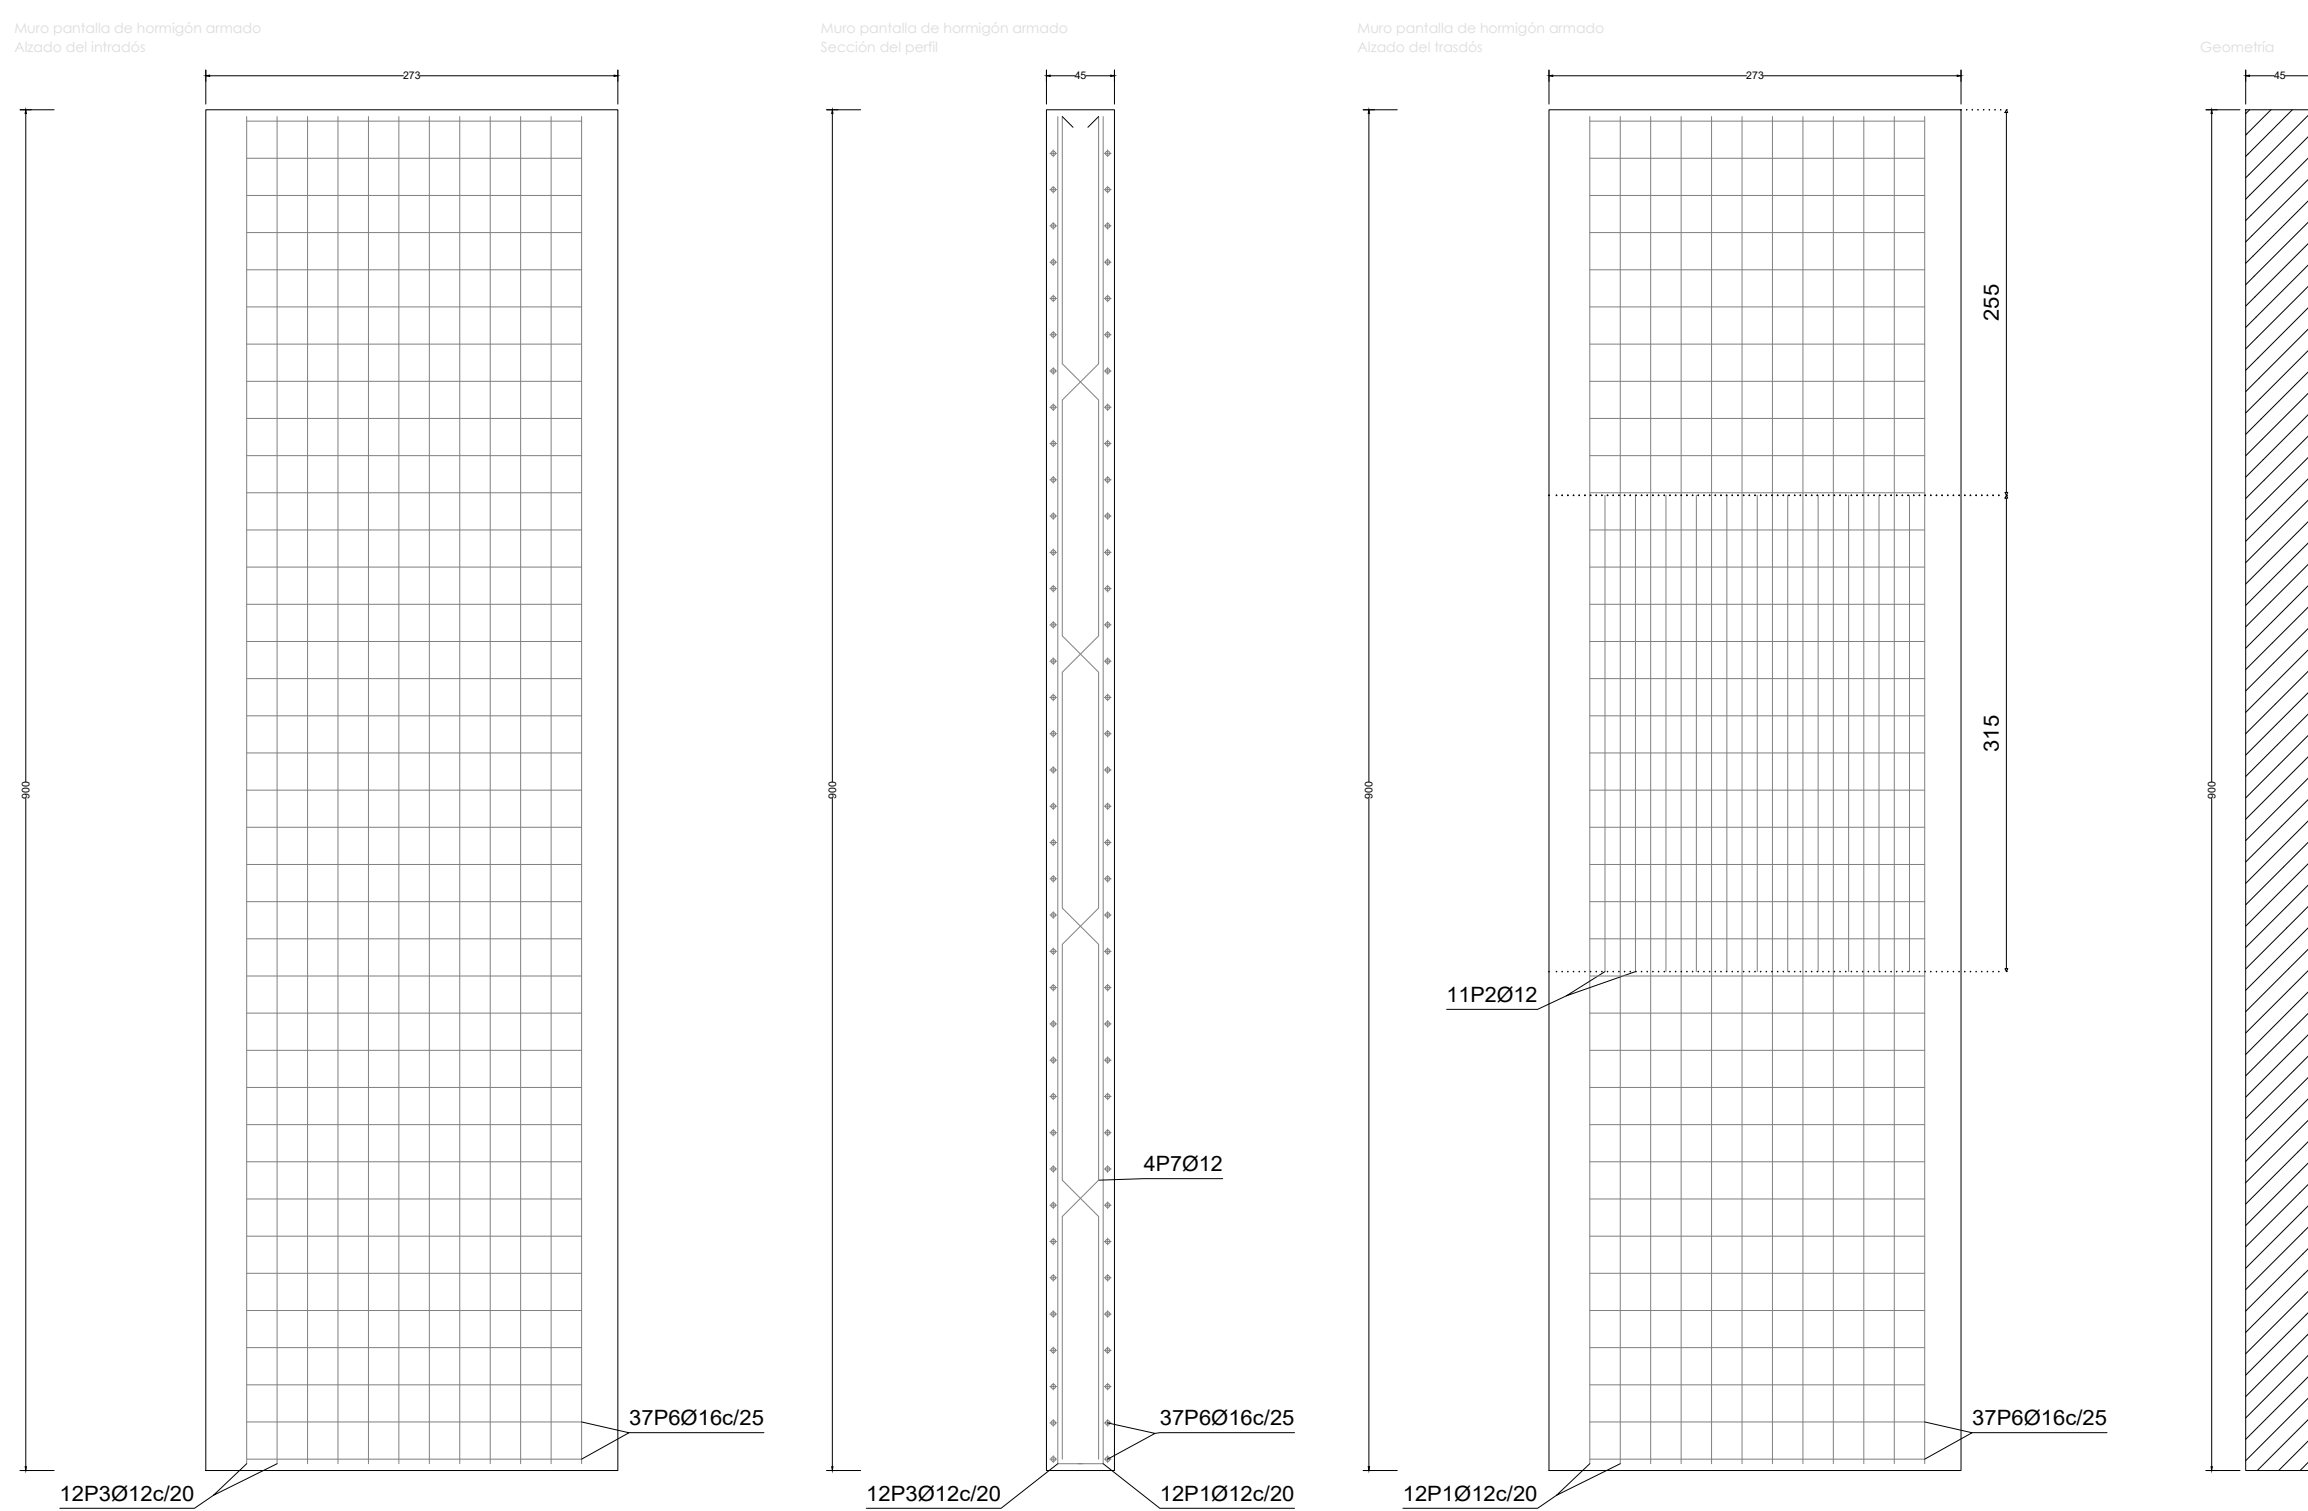 Muro pantalla de hormigón armado
Alzado del intradós
273
900
37P6Ø16c/25
12P3Ø12c/20
Muro pantalla de hormigón armado
Sección del perfil
45
900
4P7Ø12
37P6Ø16c/25
12P3Ø12c/20
12P1Ø12c/20
Muro pantalla de hormigón armado
Alzado del trasdós
273
900
255
315
11P2Ø12
37P6Ø16c/25
12P1Ø12c/20
Geometría
45
900